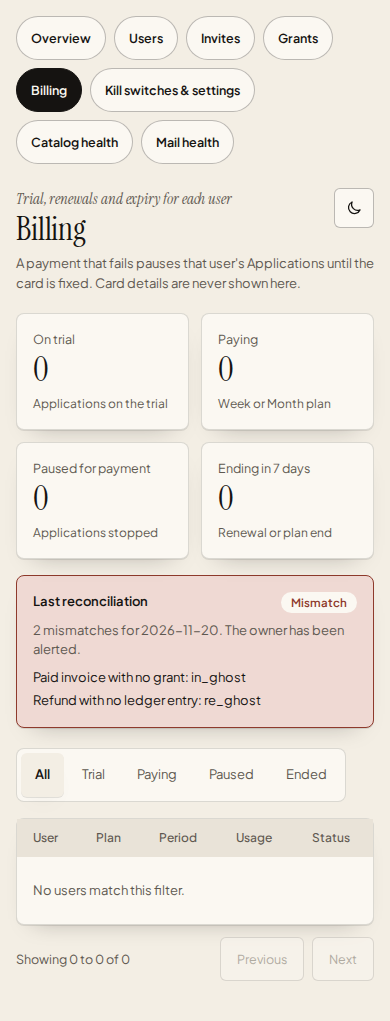 Overview Users Invites Grants
Billing Kill switches & settings
Catalog health Mail health
Trial, renewals and expiry for each user
Billing
A payment that fails pauses that user's Applications until the
card is fixed. Card details are never shown here.
On trial Paying
0 0
Applications on the trial Week or Month plan
Paused for payment Ending in 7 days
0 0
Applications stopped Renewal or plan end
Last reconciliation Mismatch
2 mismatches for 2026-11-20. The owner has been
alerted.
Paid invoice with no grant: in_ghost
Refund with no ledger entry: re_ghost
All Trial Paying Paused Ended
User Plan Period Usage Status
No users match this filter.
Showing 0 to 0 of 0 Previous Next